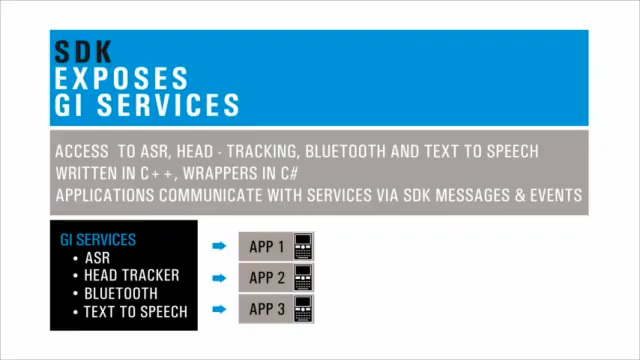 SDK
EXPOSES
GI SERVICES
ACCESS TO ASR, HEAD - TRACKING, BLUETOOTH AND TEXT TO SPEECH
WRITTEN IN C++, WRAPPERS IN C#
APPLICATIONS COMMUNICATE WITH SERVICES VIA SDK MESSAGES & EVENTS
GI SERVICES
• ASR
• HEAD TRACKER
• BLUETOOTH
• TEXT TO SPEECH
APP 1
APP 2
APP 3